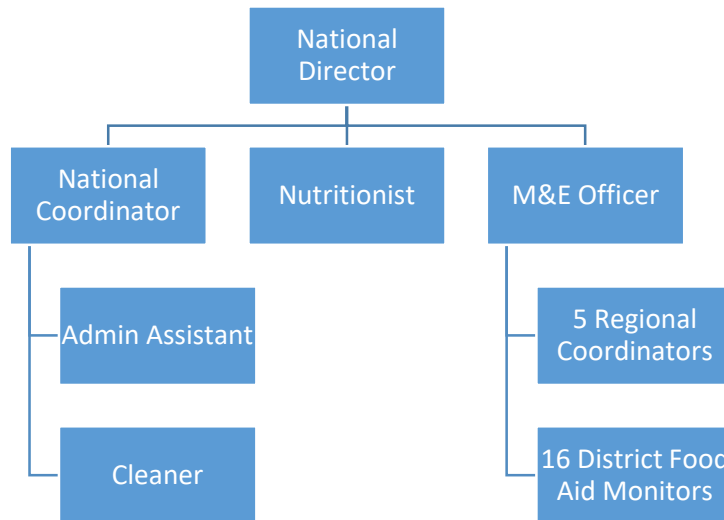 National
Director
National
Coordinator
Nutritionist
M&E Officer
Admin Assistant
5 Regional
Coordinators
Cleaner
16 District Food
Aid Monitors